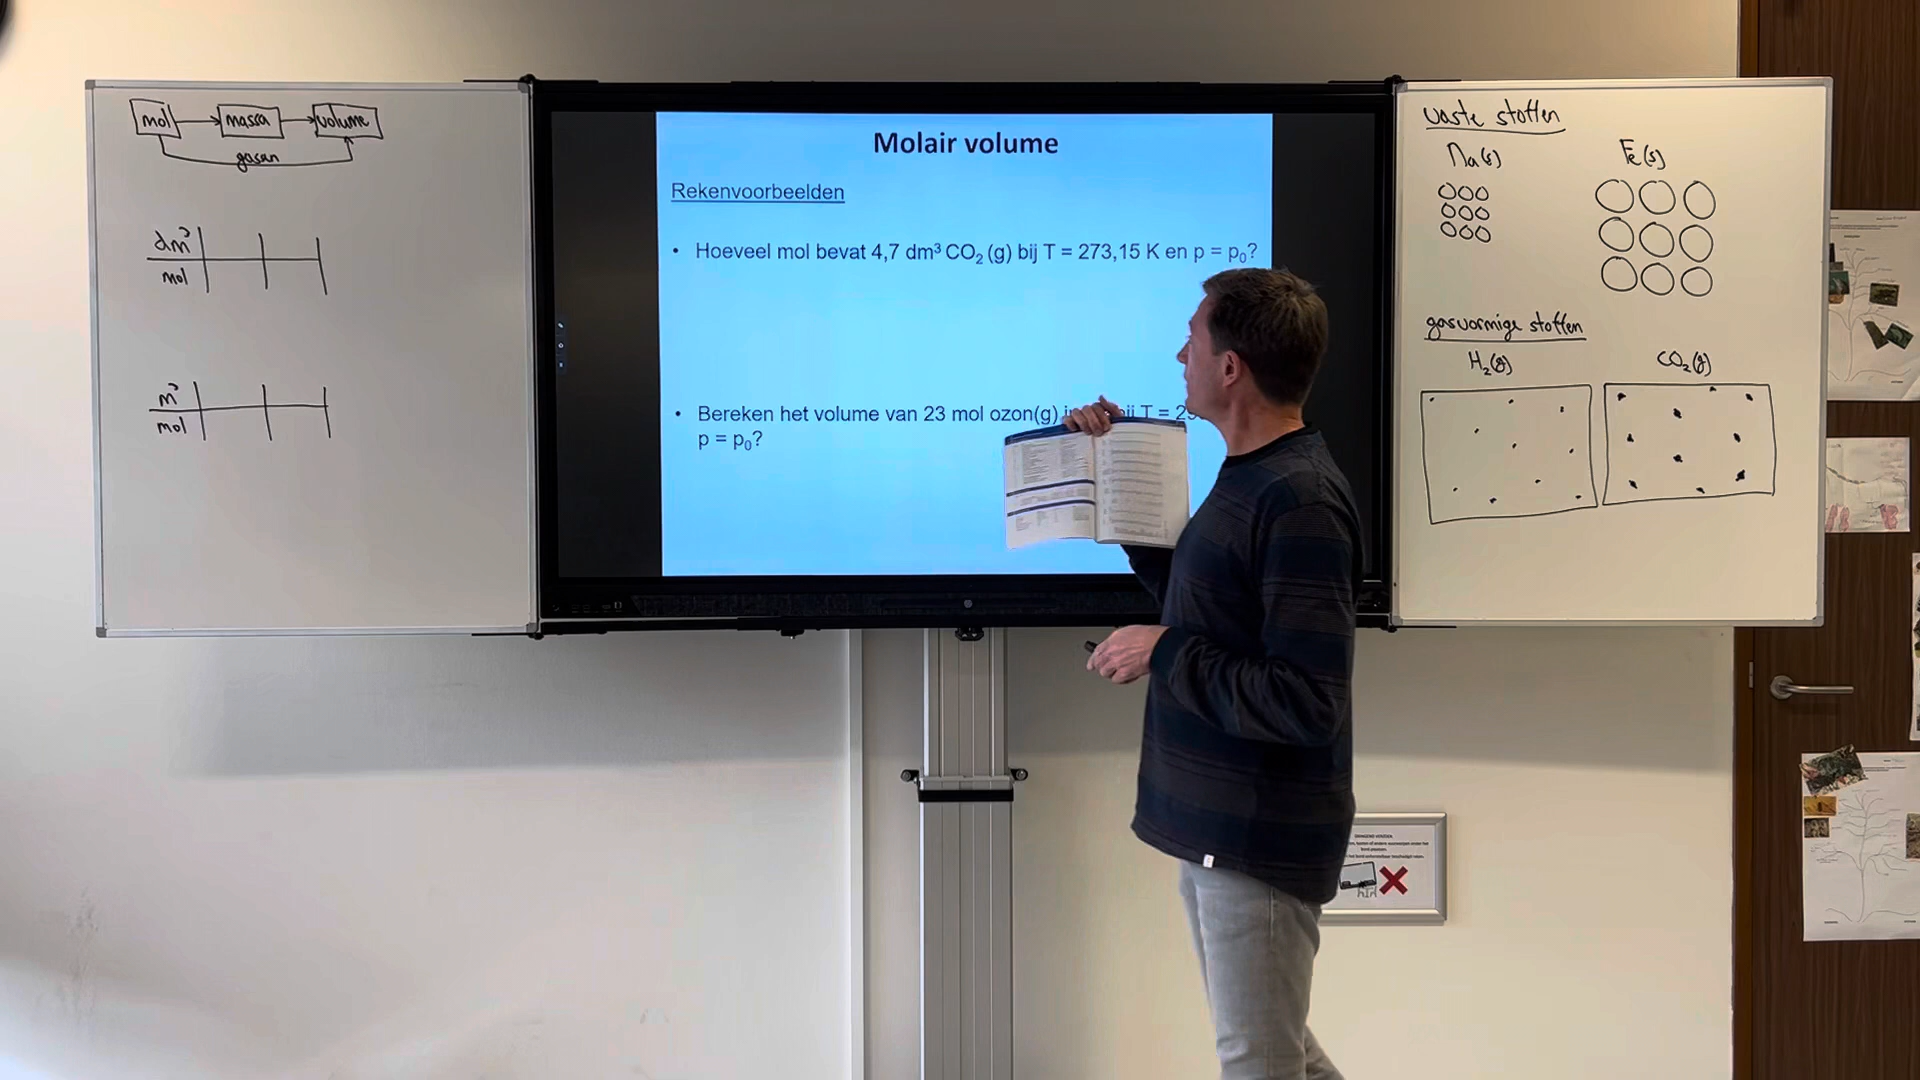 mol
massa
volume
gassen
dm³
mol
m³
mol
Molair volume
Rekenvoorbeelden
• Hoeveel mol bevat 4,7 dm³ CO₂ (g) bij T = 273,15 K en p = p₀?
• Bereken het volume van 23 mol ozon(g) T = 29
p = p₀?
vaste stoffen
Na(s) Fe(s)
gasvormige stoffen
H₂(g) CO₂(g)